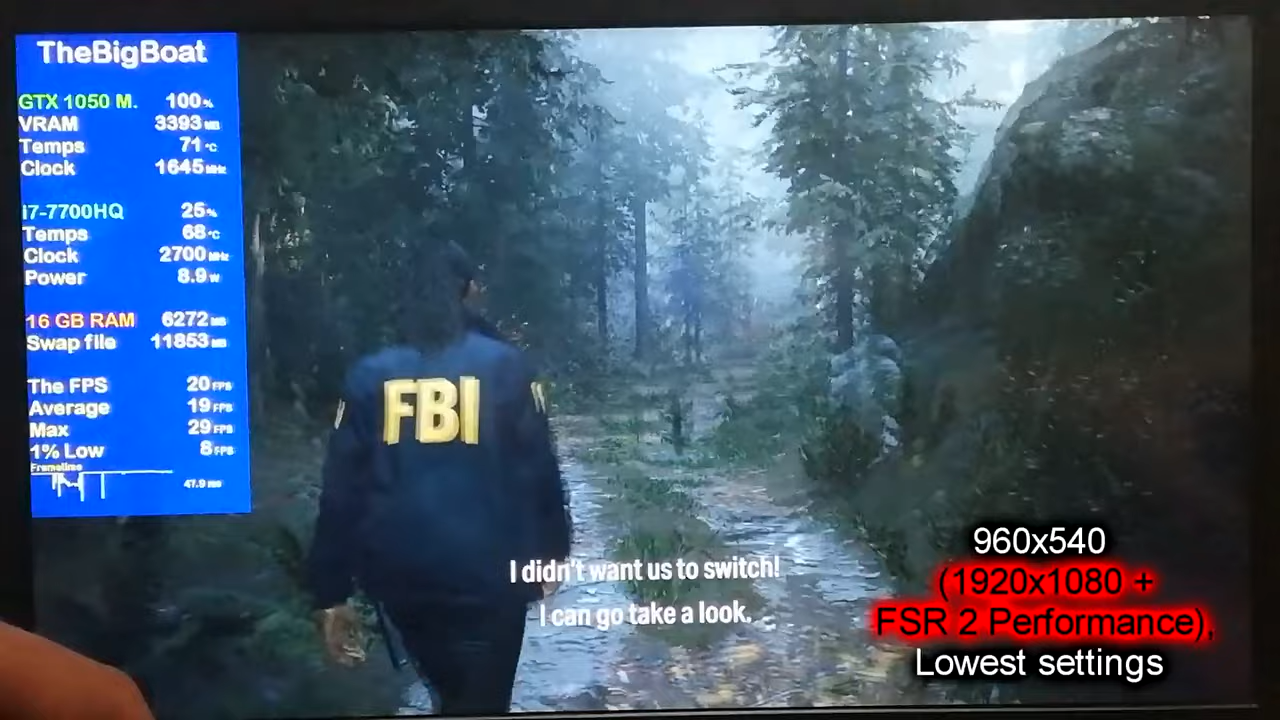 TheBigBoat
GTX 1050 M. 100 %
VRAM 3393 MB
Temps 71 °C
Clock 1645 MHz
i7-7700HQ 25 %
Temps 68 °C
Clock 2700 MHz
Power 8.9 W
16 GB RAM 6272 MB
Swap file 11853 MB
The FPS 20 FPS
Average 19 FPS
Max 29 FPS
1% Low 8 FPS
Frametime
47.9 ms
FBI
I didn't want us to switch!
I can go take a look.
960x540
(1920x1080 +
FSR 2 Performance),
Lowest settings